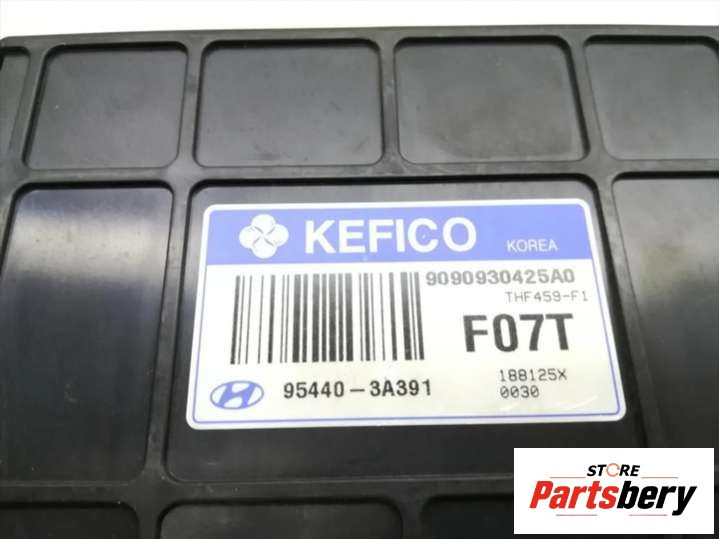 KEFICO KOREA
9090930425A0
THF459-F1
F07T
95440-3A391
188125X
0030
STORE
Partsbery